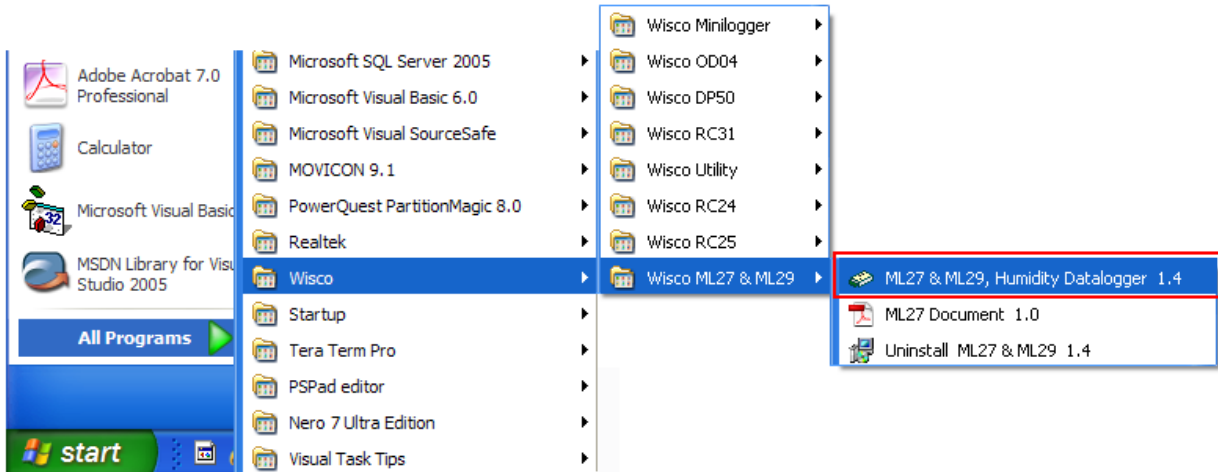 Adobe Acrobat 7.0
Professional
Calculator
Microsoft Visual Basic
MSDN Library for Visu
Studio 2005
All Programs
start
Microsoft SQL Server 2005
Microsoft Visual Basic 6.0
Microsoft Visual SourceSafe
MOVICON 9.1
PowerQuest PartitionMagic 8.0
Realtek
Wisco
Startup
Tera Term Pro
PSPad editor
Nero 7 Ultra Edition
Visual Task Tips
Wisco Minilogger
Wisco OD04
Wisco DP50
Wisco RC31
Wisco Utility
Wisco RC24
Wisco RC25
Wisco ML27 & ML29
ML27 & ML29, Humidity Datalogger 1.4
ML27 Document 1.0
Uninstall ML27 & ML29 1.4